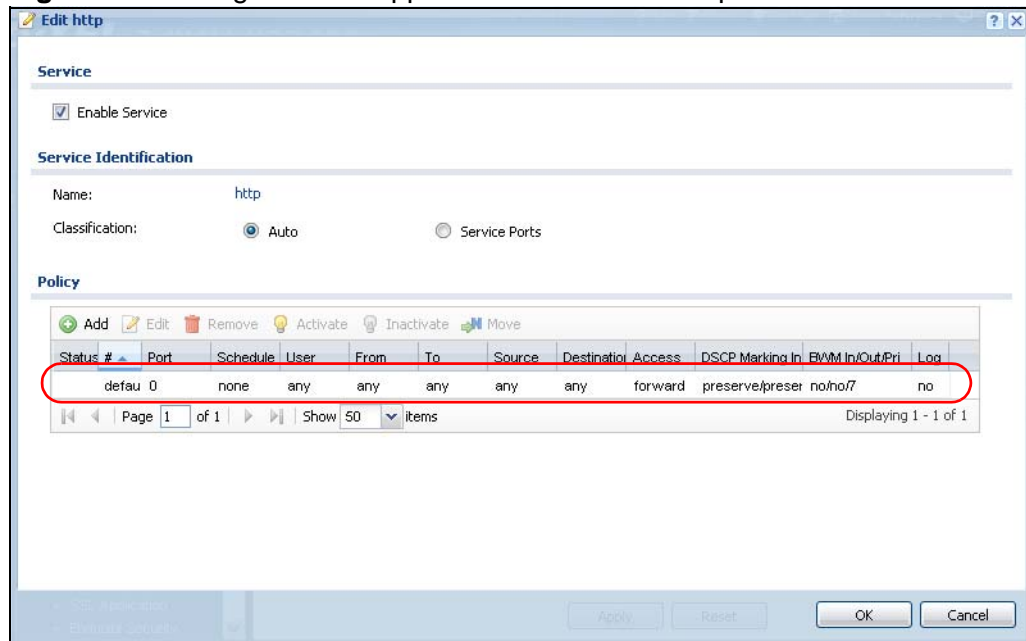 Edit http
Service
Enable Service
Service Identification
Name: http
Classification: Auto Service Ports
Policy
Add Edit Remove Activate Inactivate Move
Status # Port Schedule User From To Source Destination Access DSCP Marking In BWM In/Out/Pri Log
defau 0 none any any any any any forward preserve/preser no/no/7 no
Page 1 of 1 Show 50 items Displaying 1 - 1 of 1
Apply Reset OK Cancel